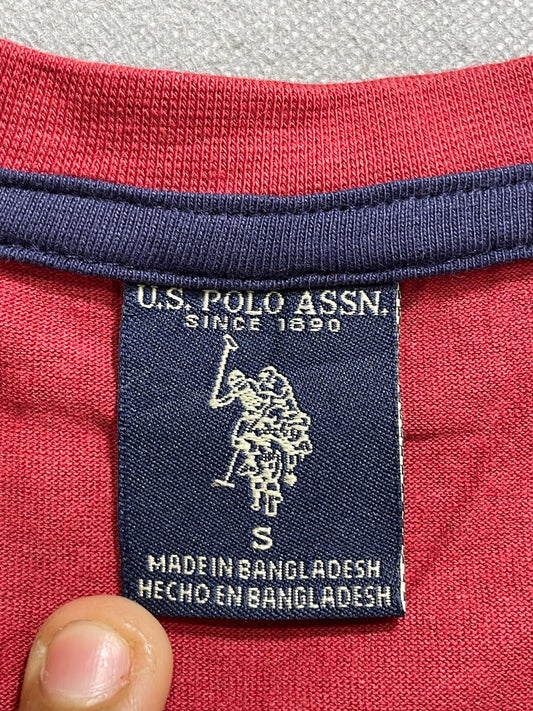 U.S. POLO ASSN.
SINCE 1890
S
MADE IN BANGLADESH
HECHO EN BANGLADESH